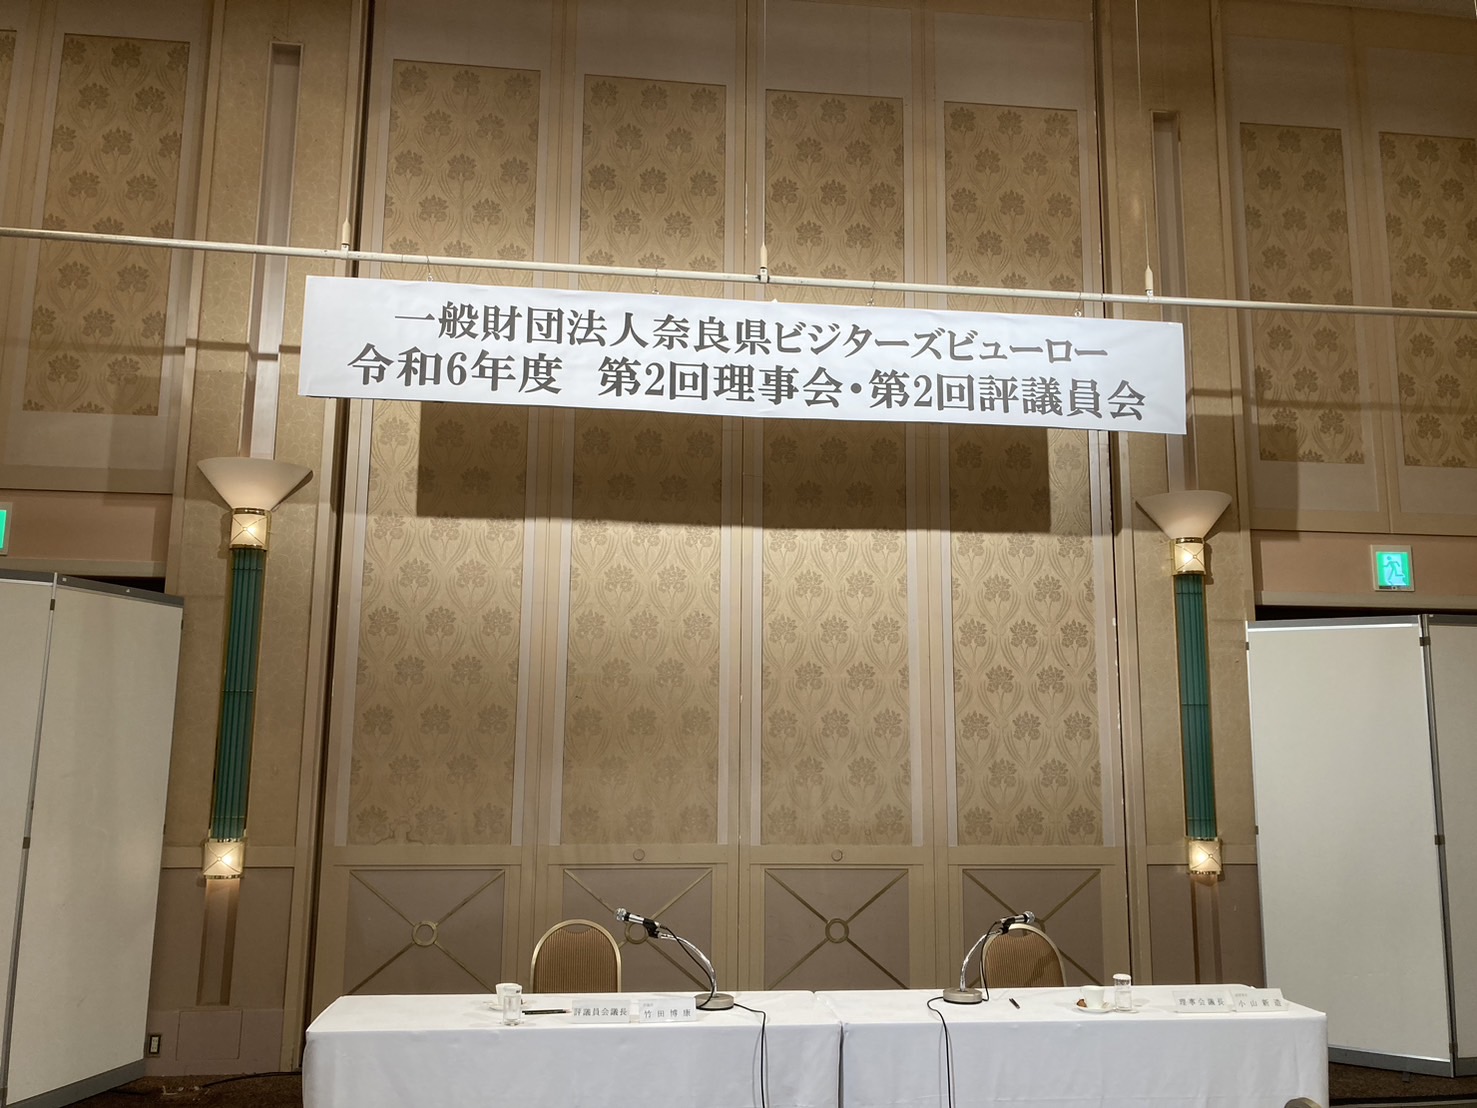 一般財団法人奈良県ビジターズビューロー
令和6年度 第2回理事会・第2回評議員会
評議員会議長
竹田博康
理事会議長
小山新造